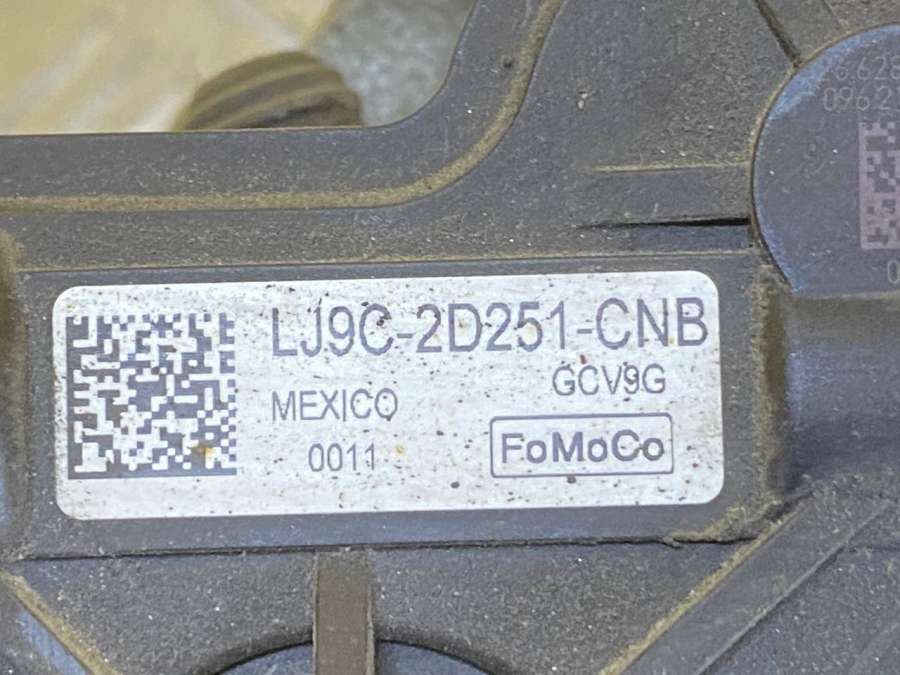 LJ9C-2D251-CNB
GCV9G
MEXICO
0011
FoMoCo